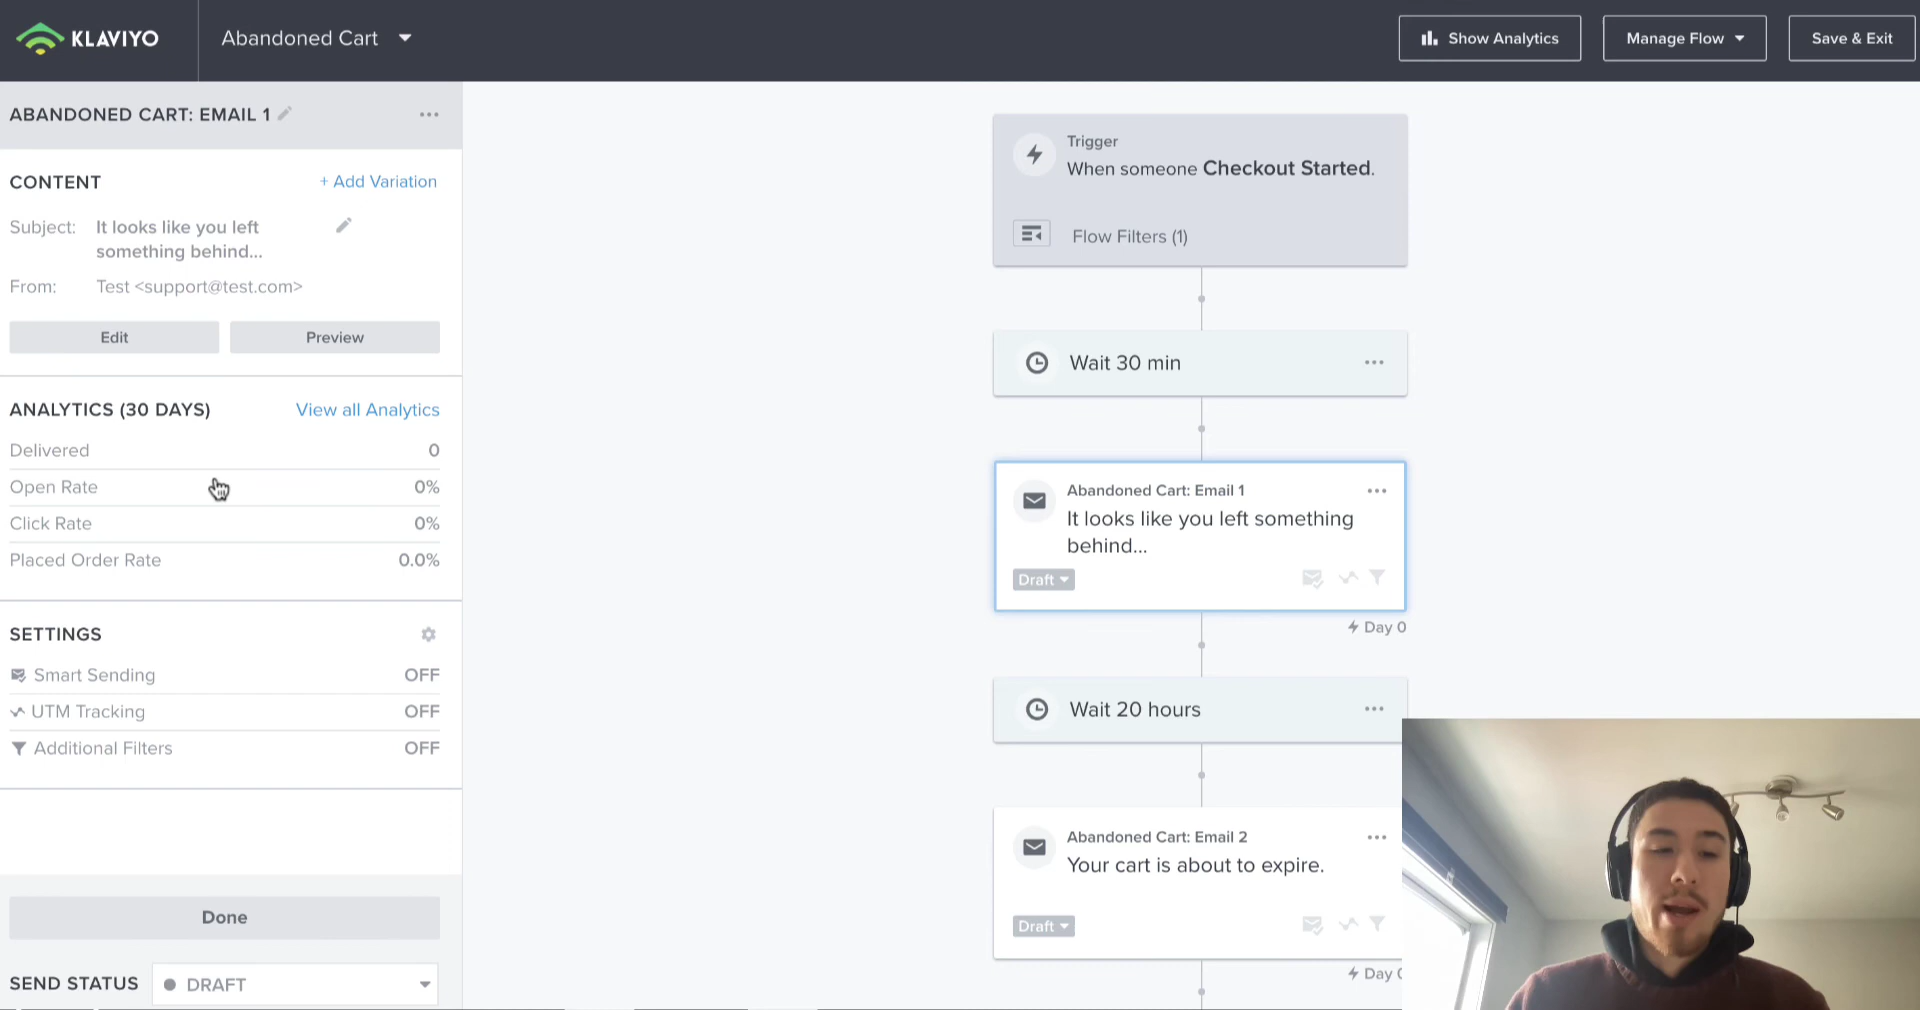 KLAVIYO
Abandoned Cart
Show Analytics
Manage Flow
Save & Exit
ABANDONED CART: EMAIL 1
CONTENT
+ Add Variation
Subject:
It looks like you left
something behind...
From:
Test <support@test.com>
Edit
Preview
ANALYTICS (30 DAYS)
View all Analytics
Delivered
0
Open Rate
0%
Click Rate
0%
Placed Order Rate
0.0%
SETTINGS
Smart Sending
OFF
UTM Tracking
OFF
Additional Filters
OFF
Done
SEND STATUS
DRAFT
Trigger
When someone Checkout Started.
Flow Filters (1)
Wait 30 min
Abandoned Cart: Email 1
It looks like you left something
behind...
Draft
Day 0
Wait 20 hours
Abandoned Cart: Email 2
Your cart is about to expire.
Draft
Day